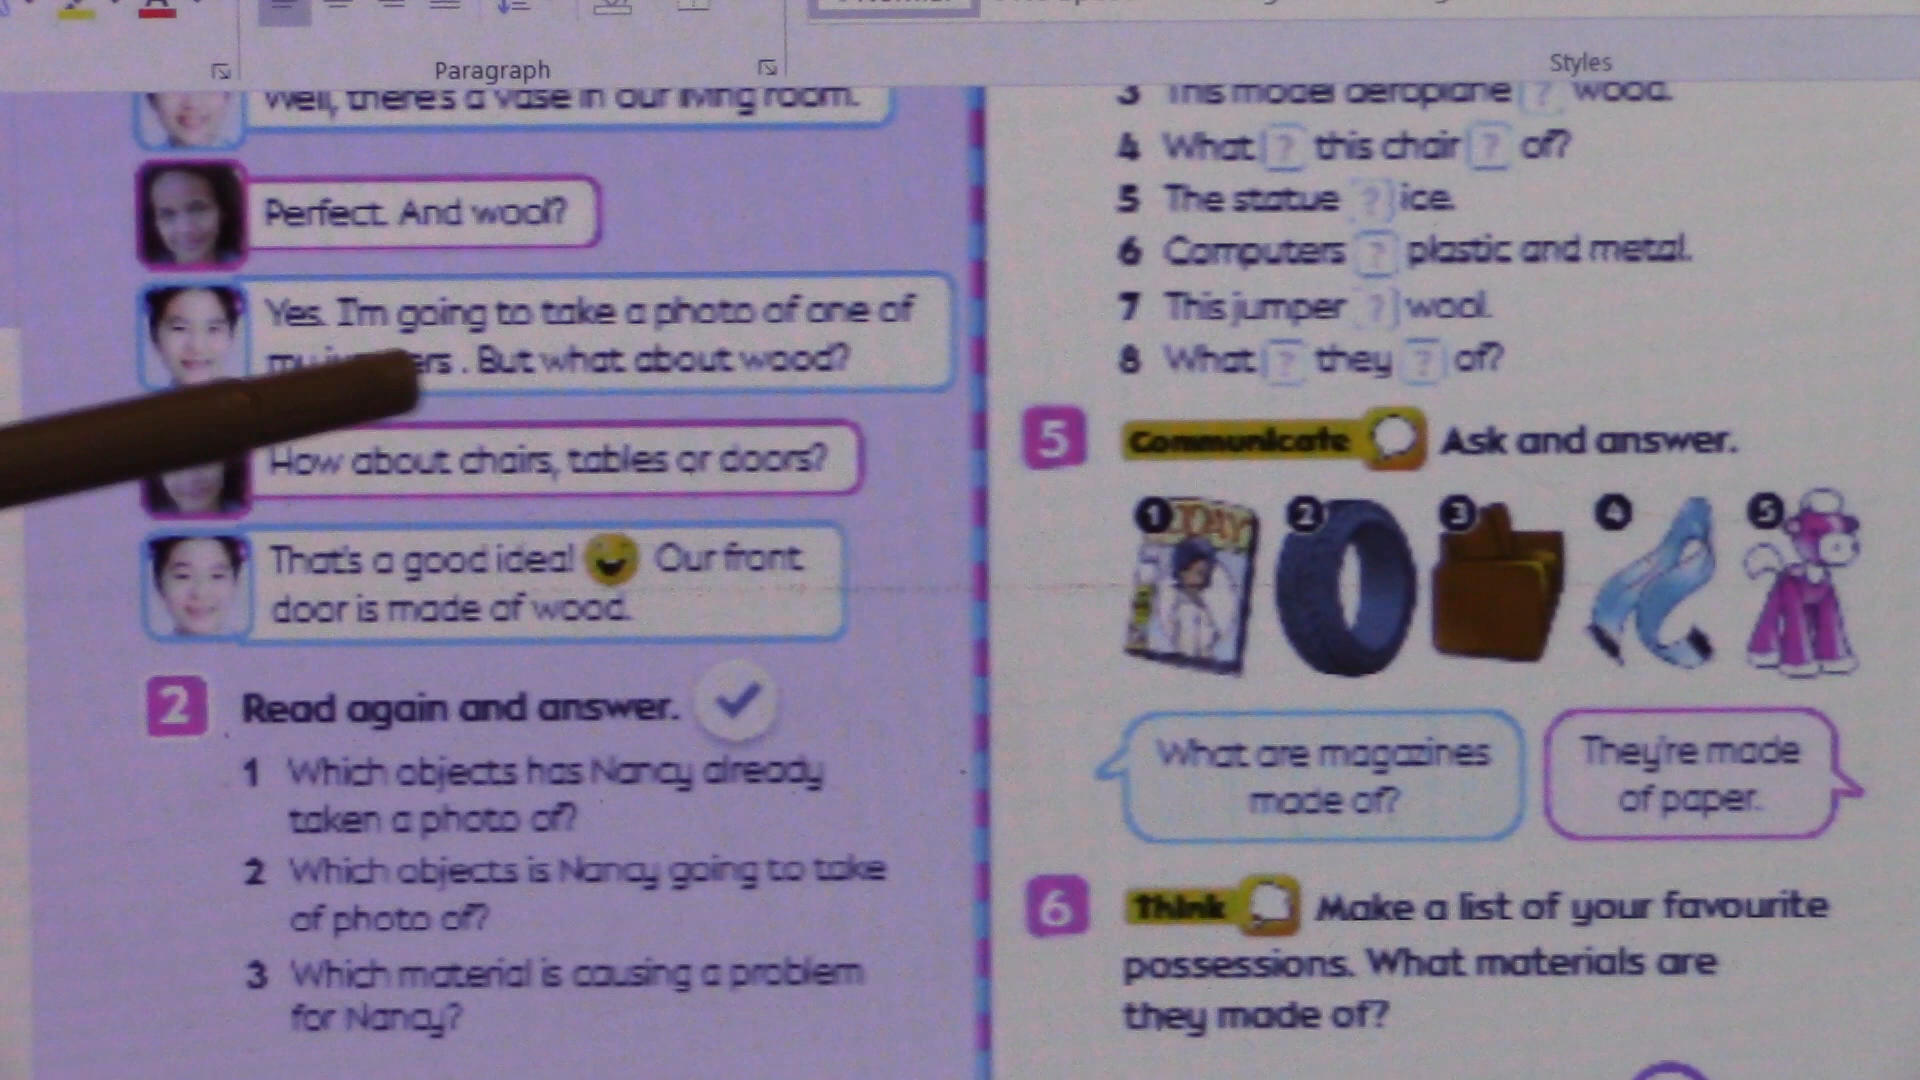 Paragraph
Styles
Well, there's a vase in our living room.
Perfect. And wool?
Yes. I'm going to take a photo of one of
my . But what about wood?
How about chairs, tables or doors?
That's a good idea! Our front
door is made of wood.
2 Read again and answer.
1 Which objects has Nancy already
taken a photo of?
2 Which objects is Nancy going to take
of photo of?
3 Which material is causing a problem
for Nancy?
3 This model aeroplane ? wood.
4 What ? this chair ? of?
5 The statue ? ice.
6 Computers ? plastic and metal.
7 This jumper ? wool.
8 What ? they ? of?
5 Communicate Ask and answer.
1 2 3 4 5
What are magazines
made of?
They're made
of paper.
6 Think Make a list of your favourite
possessions. What materials are
they made of?